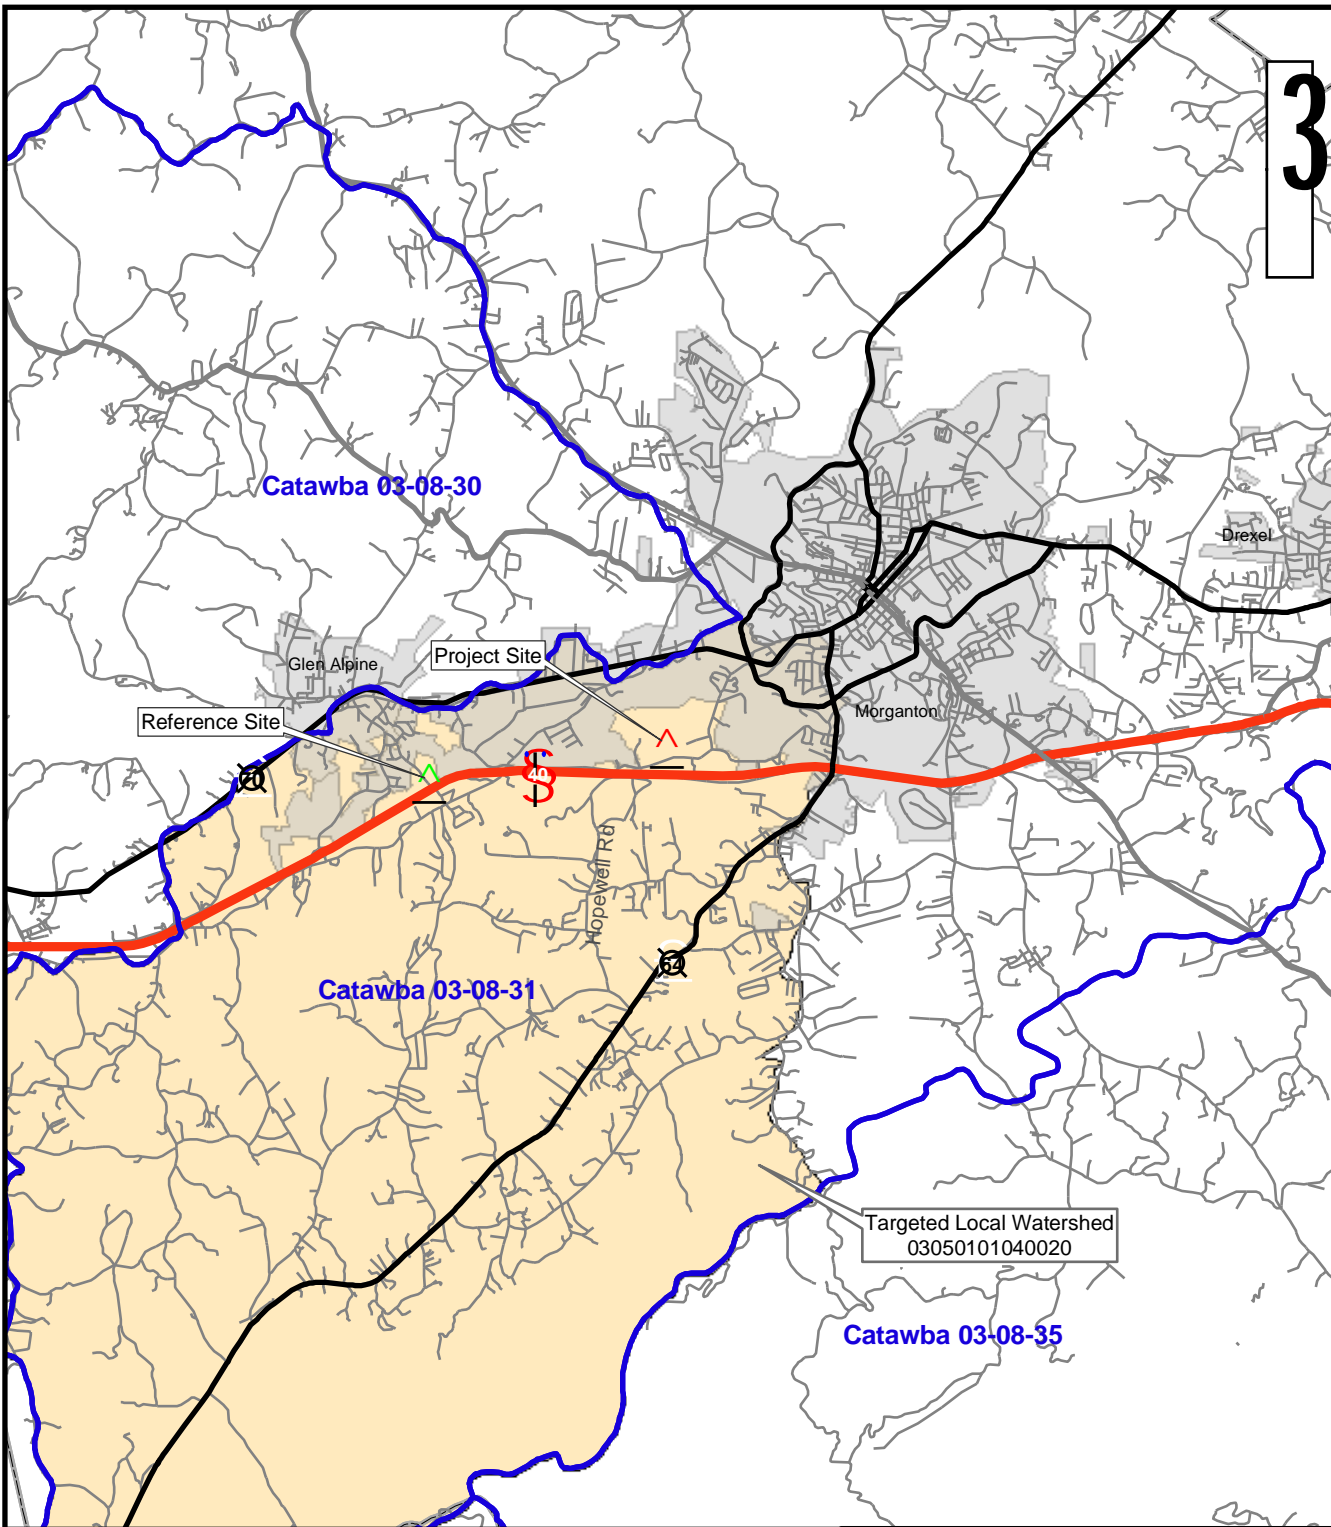 3
Catawba 03-08-30
Drexel
Project Site
Glen Alpine
Reference Site
Morganton
40
70
Hopewell Rd
64
Catawba 03-08-31
Targeted Local Watershed
03050101040020
Catawba 03-08-35